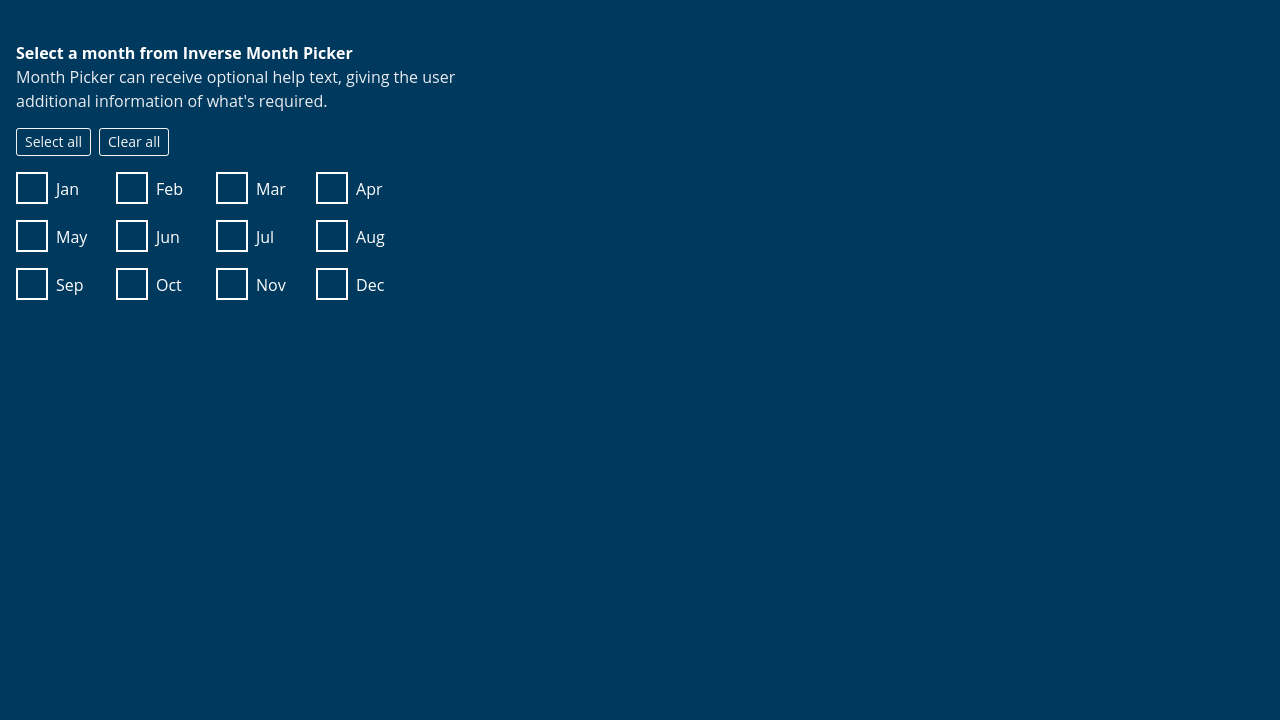 Select a month from Inverse Month Picker
Month Picker can receive optional help text, giving the user
additional information of what's required.
Select all Clear all
Jan Feb Mar Apr
May Jun Jul Aug
Sep Oct Nov Dec